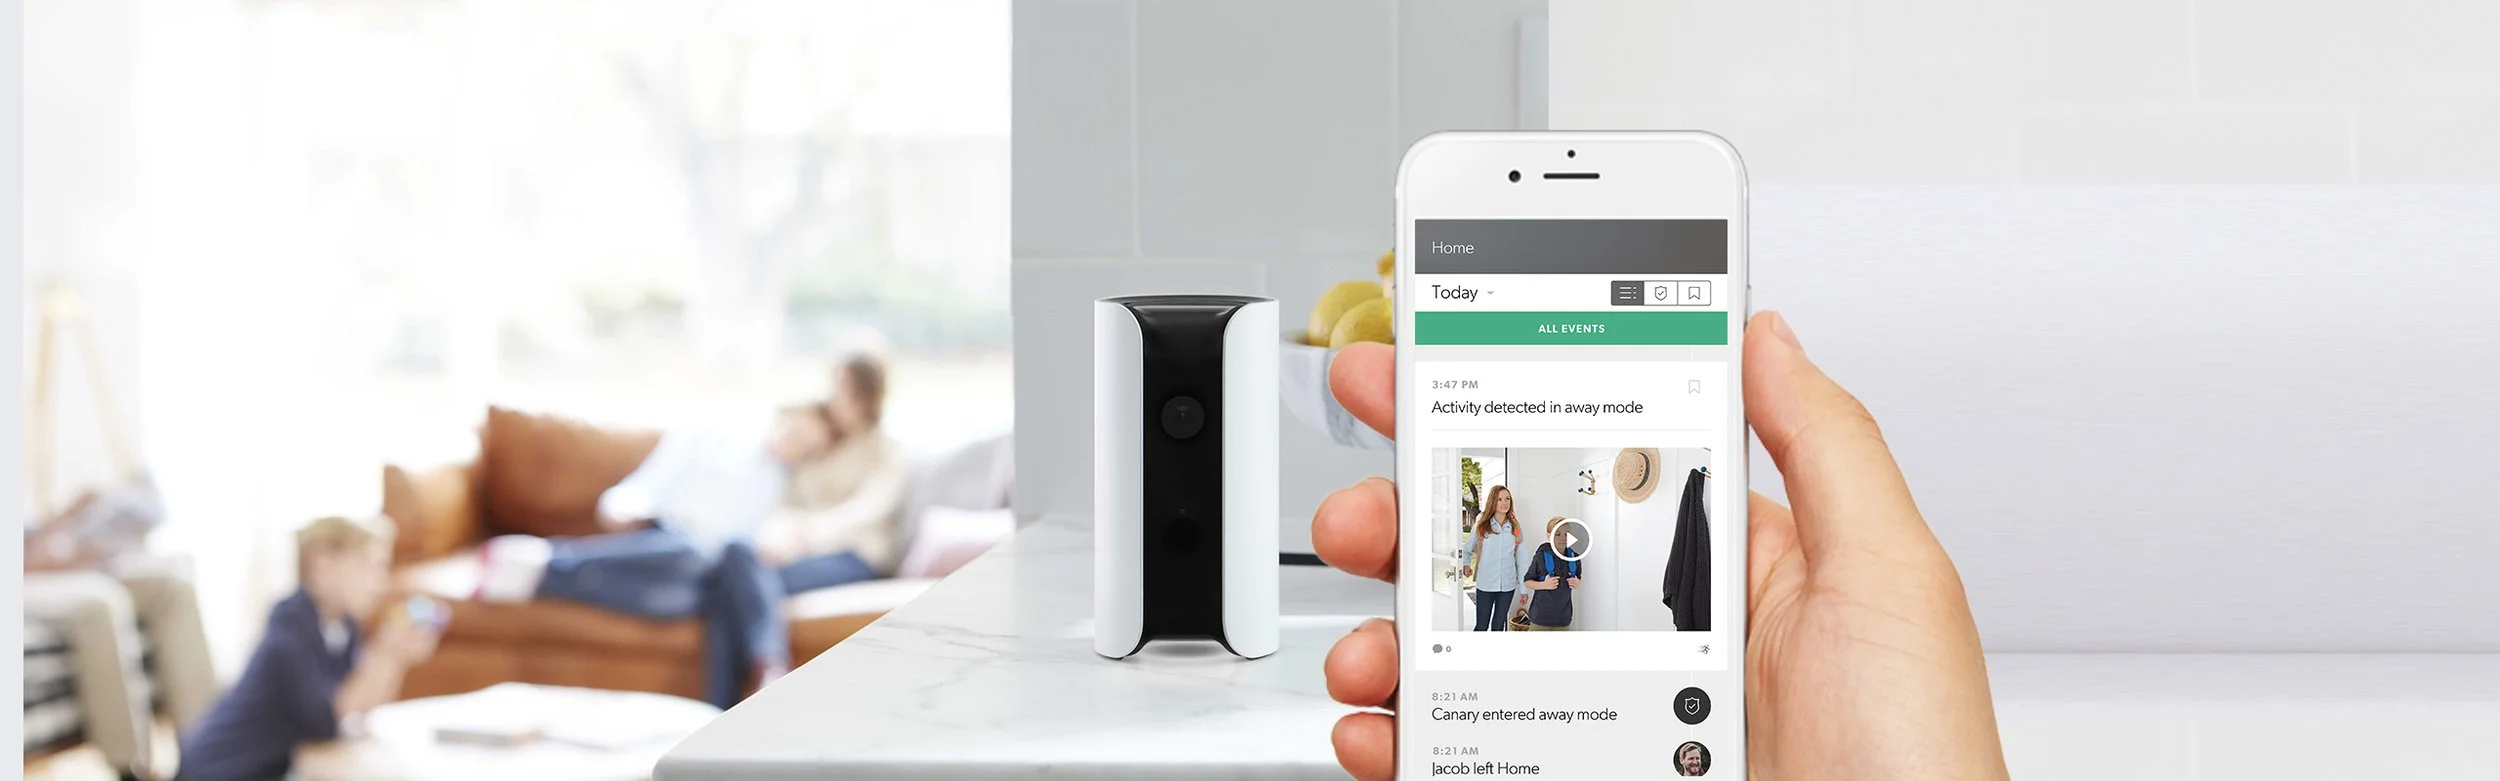 Home
Today
ALL EVENTS
3:47 PM
Activity detected in away mode
0
8:21 AM
Canary entered away mode
8:21 AM
Jacob left Home